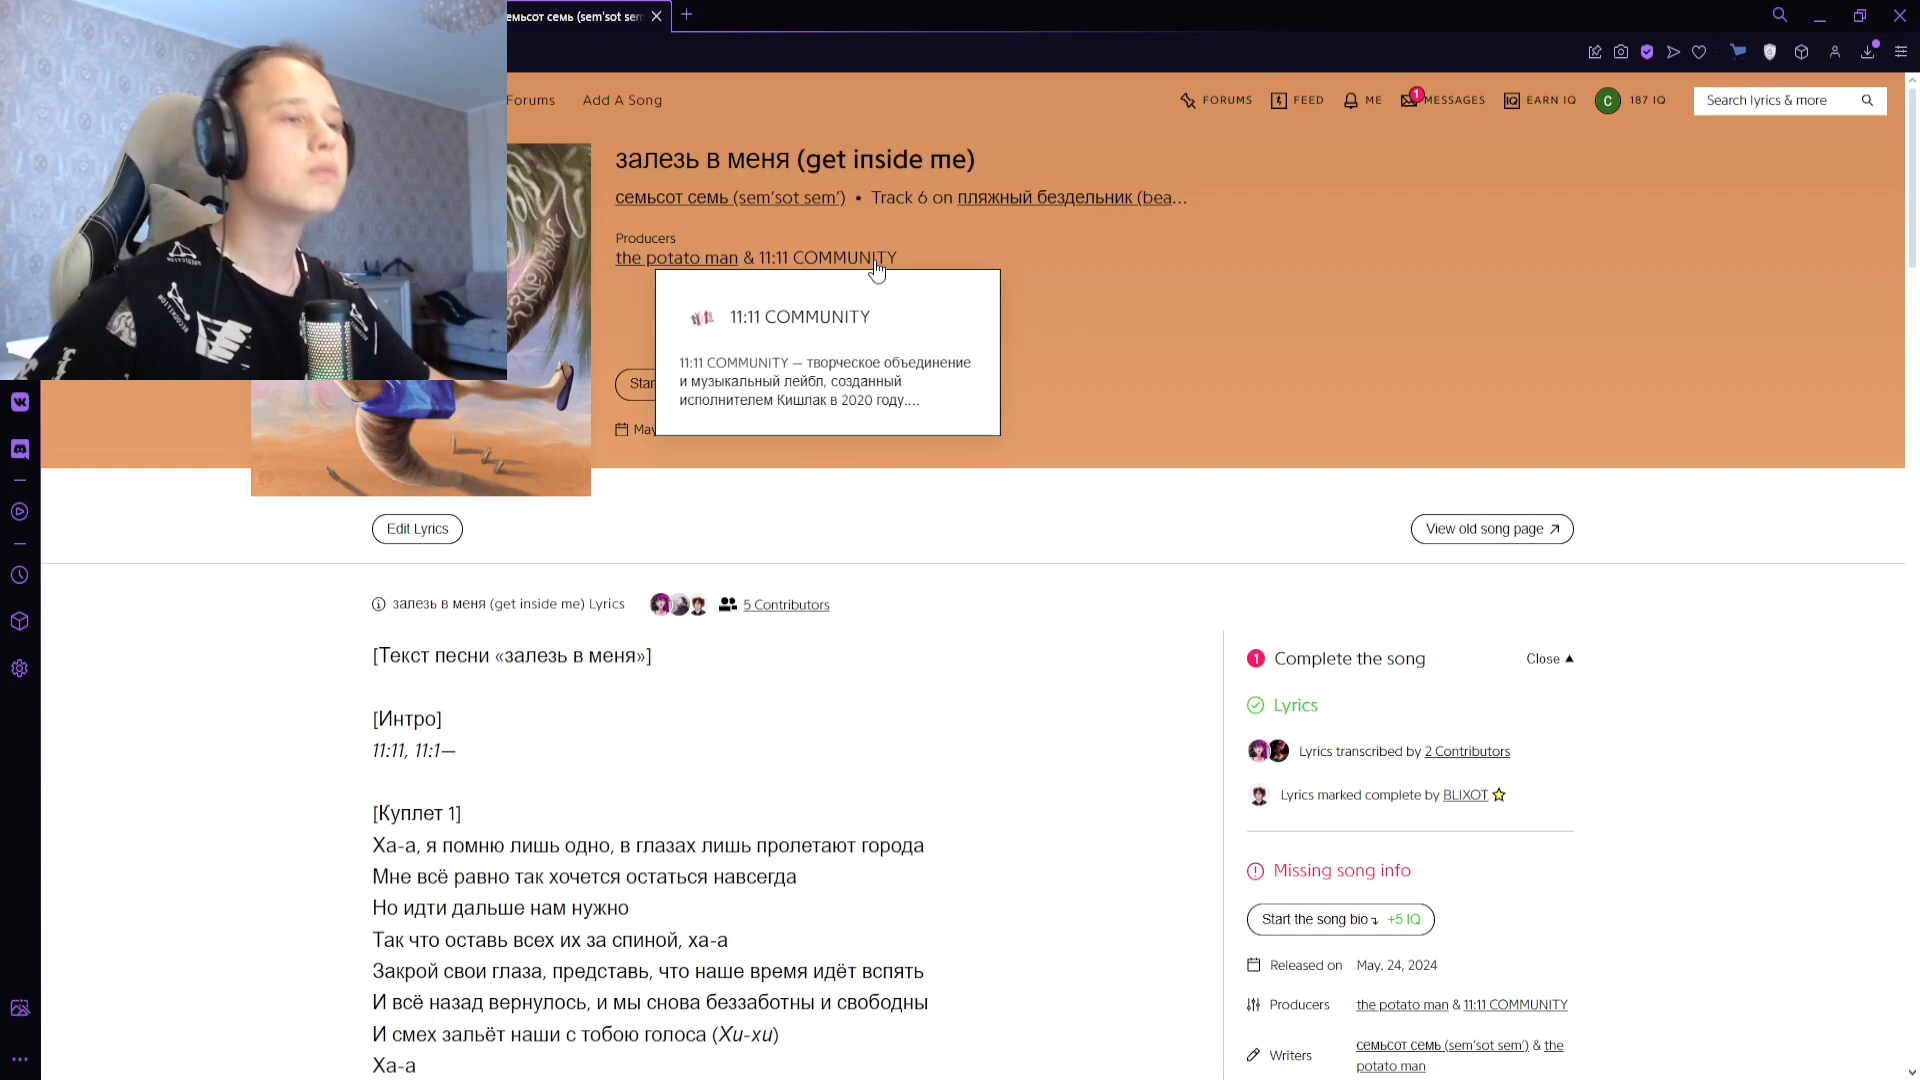 емьсот семь (sem'sot sem
Forums
Add A Song
FORUMS
FEED
ME
1
MESSAGES
IQ
EARN IQ
C
187 IQ
Search lyrics & more
залезь в меня (get inside me)
семьсот семь (sem'sot sem') • Track 6 on пляжный бездельник (bea...
Producers
the potato man & 11:11 COMMUNITY
11:11 COMMUNITY
11:11 COMMUNITY — творческое объединение
и музыкальный лейбл, созданный
исполнителем Кишлак в 2020 году....
Star
May
Edit Lyrics
View old song page
залезь в меня (get inside me) Lyrics
5 Contributors
[Текст песни «залезь в меня»]
[Интро]
11:11, 11:1—
[Куплет 1]
Ха-а, я помню лишь одно, в глазах лишь пролетают города
Мне всё равно так хочется остаться навсегда
Но идти дальше нам нужно
Так что оставь всех их за спиной, ха-а
Закрой свои глаза, представь, что наше время идёт вспять
И всё назад вернулось, и мы снова беззаботны и свободны
И смех зальёт наши с тобою голоса (Хи-хи)
Ха-а
1 Complete the song
Close
Lyrics
Lyrics transcribed by 2 Contributors
Lyrics marked complete by BLIXOT
Missing song info
Start the song bio +5 IQ
Released on May. 24, 2024
Producers the potato man & 11:11 COMMUNITY
Writers семьсот семь (sem'sot sem') & the
potato man